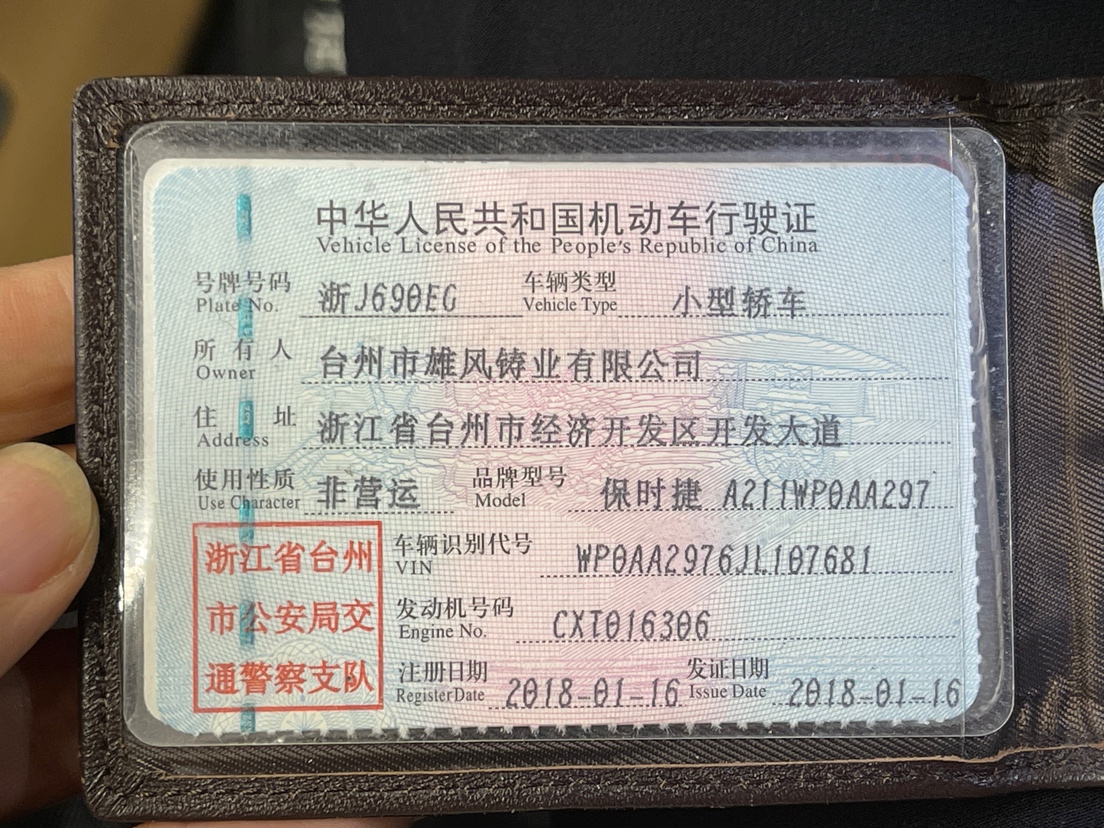 中华人民共和国机动车行驶证
Vehicle License of the People's Republic of China
号牌号码 浙J690EG 车辆类型 小型轿车
Plate No. Vehicle Type
所有人 台州市雄风铸业有限公司
Owner
住址 浙江省台州市经济开发区开发大道
Address
使用性质 非营运 品牌型号 保时捷 A211WP0AA297
Use Character Model
浙江省台州
市公安局交
通警察支队
车辆识别代号 WP0AA2976JL107681
VIN
发动机号码 CXT016306
Engine No.
注册日期 2018-01-16 发证日期 2018-01-16
Register Date Issue Date